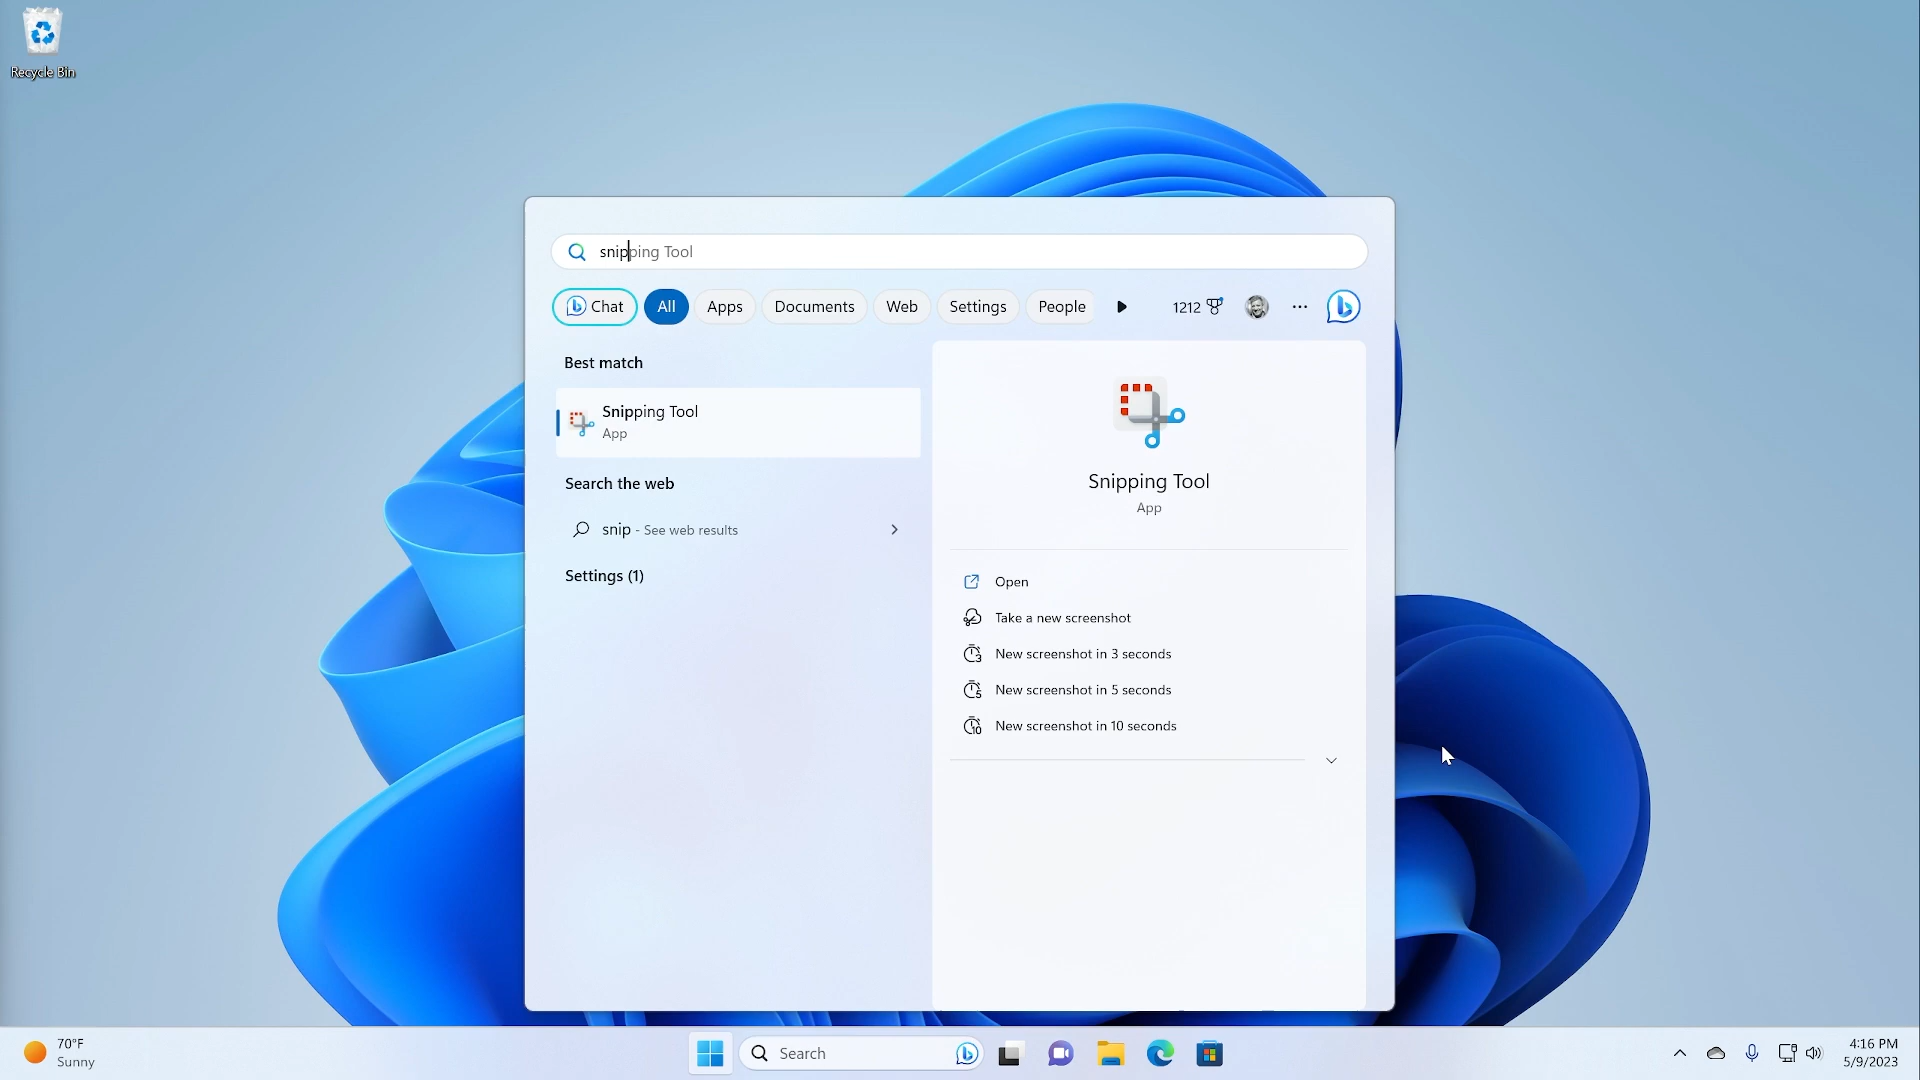 Recycle Bin
snipping Tool
Chat
All
Apps
Documents
Web
Settings
People
1212
Best match
Snipping Tool
App
Search the web
snip - See web results
Settings (1)
Snipping Tool
App
Open
Take a new screenshot
New screenshot in 3 seconds
New screenshot in 5 seconds
New screenshot in 10 seconds
70°F
Sunny
Search
4:16 PM
5/9/2023